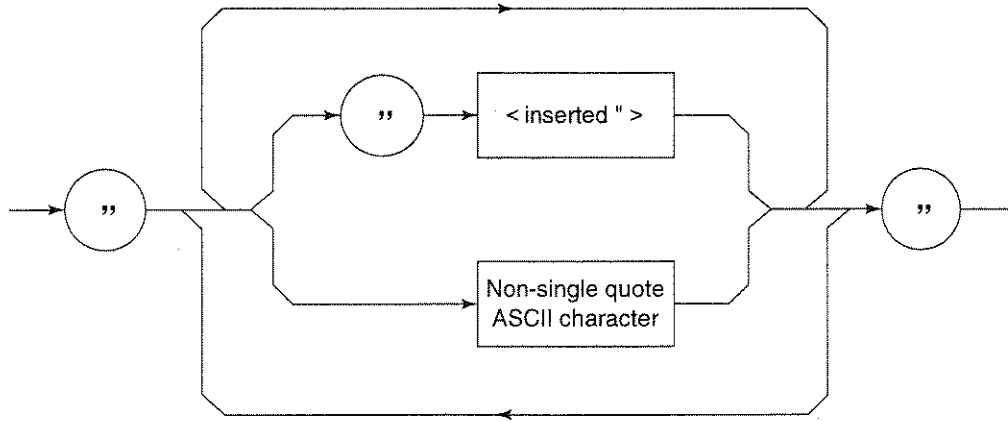 ”
< inserted " >
”
”
Non-single quote
ASCII character